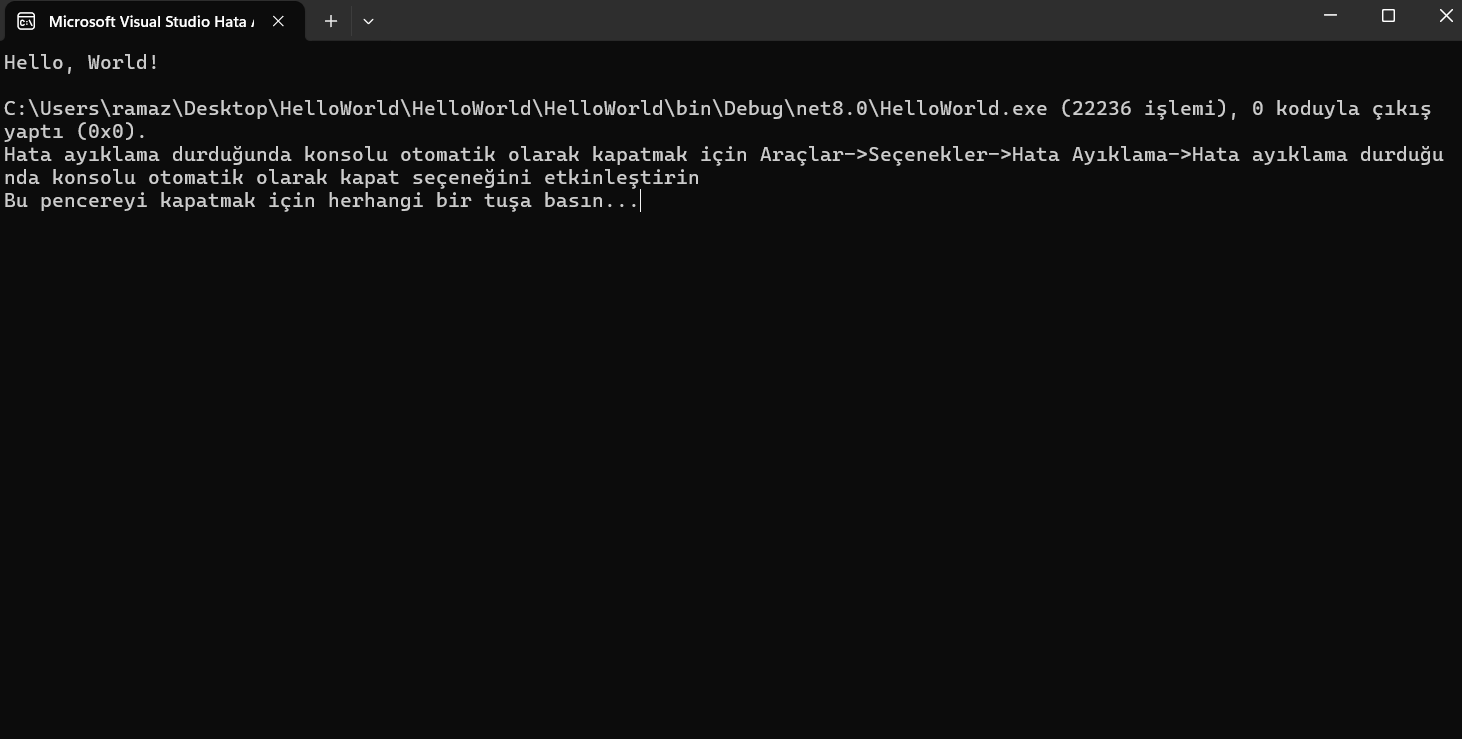 Microsoft Visual Studio Hata
Hello, World!
C:\Users\ramaz\Desktop\HelloWorld\HelloWorld\HelloWorld\bin\Debug\net8.0\HelloWorld.exe (22236 işlemi), 0 koduyla çıkış
yaptı (0x0).
Hata ayıklama durduğunda konsolu otomatik olarak kapatmak için Araçlar->Seçenekler->Hata Ayıklama->Hata ayıklama durduğu
nda konsolu otomatik olarak kapat seçeneğini etkinleştirin
Bu pencereyi kapatmak için herhangi bir tuşa basın...